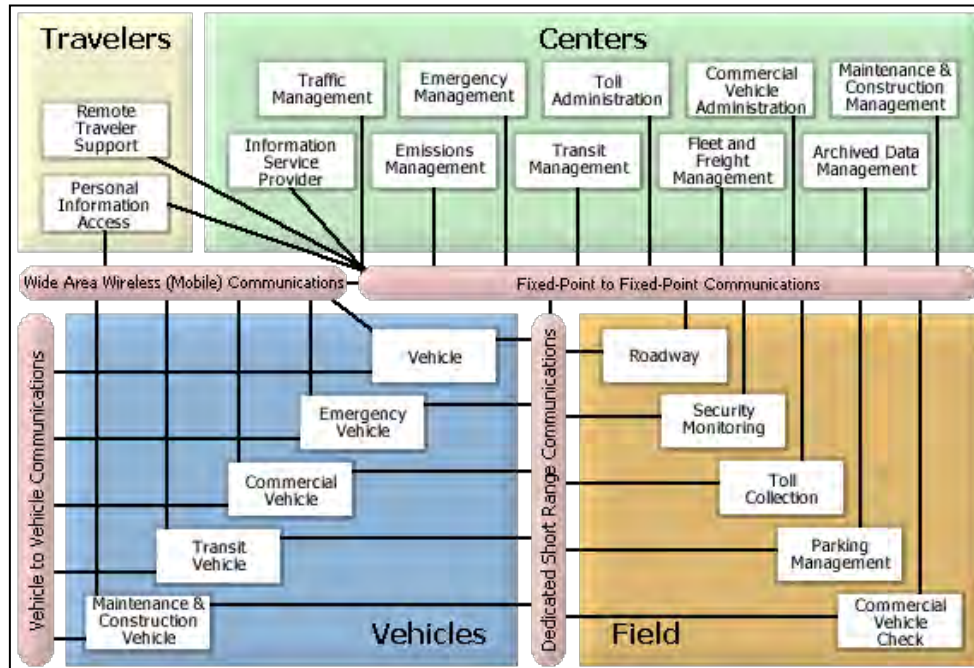 Travelers
Centers
Traffic
Management
Emergency
Management
Toll
Administration
Commercial
Vehicle
Administration
Maintenance &
Construction
Management
Remote
Traveler
Support
Information
Service
Provider
Emissions
Management
Transit
Management
Fleet and
Freight
Management
Archived Data
Management
Personal
Information
Access
Wide Area Wireless (Mobile) Communications
Fixed-Point to Fixed-Point Communications
Vehicle to Vehicle Communications
Vehicle
Emergency
Vehicle
Commercial
Vehicle
Transit
Vehicle
Maintenance &
Construction
Vehicle
Vehicles
Dedicated Short Range Communications
Roadway
Security
Monitoring
Toll
Collection
Parking
Management
Commercial
Vehicle
Check
Field